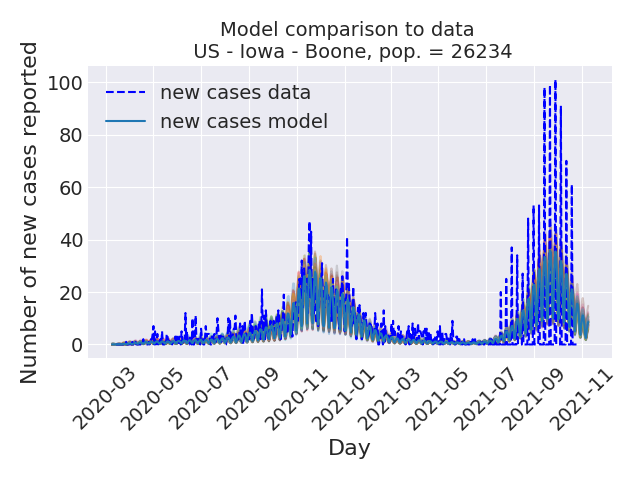 Model comparison to data
US - Iowa - Boone, pop. = 26234
Number of new cases reported
100
80
60
40
20
0
new cases data
new cases model
2020-03
2020-05
2020-07
2020-09
2020-11
2021-01
2021-03
2021-05
2021-07
2021-09
2021-11
Day